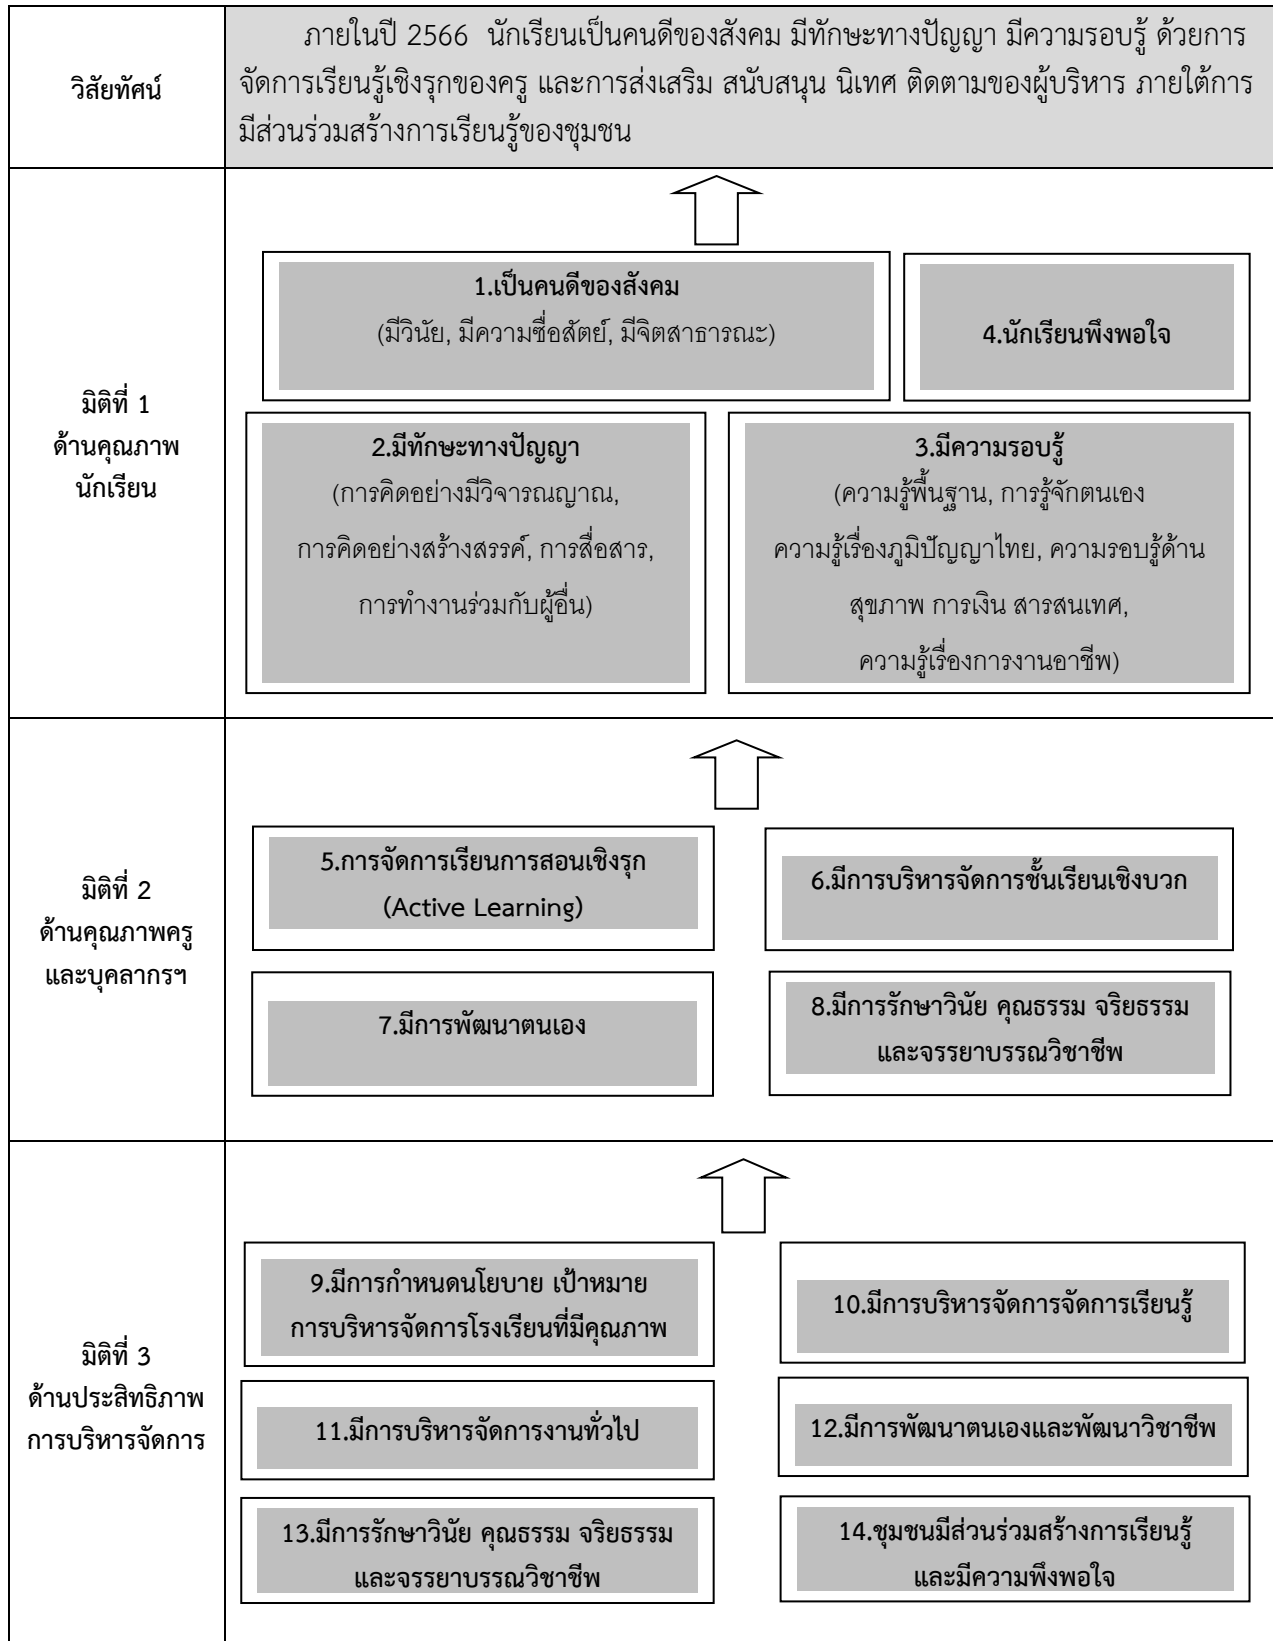 วิสัยทัศน์
ภายในปี 2566 นักเรียนเป็นคนดีของสังคม มีทักษะทางปัญญา มีความรอบรู้ ด้วยการ
จัดการเรียนรู้เชิงรุกของครู และการส่งเสริม สนับสนุน นิเทศ ติดตามของผู้บริหาร ภายใต้การ
มีส่วนร่วมสร้างการเรียนรู้ของชุมชน
มิติที่ 1
ด้านคุณภาพ
นักเรียน
1.เป็นคนดีของสังคม
(มีวินัย, มีความซื่อสัตย์, มีจิตสาธารณะ)
4.นักเรียนพึงพอใจ
2.มีทักษะทางปัญญา
(การคิดอย่างมีวิจารณญาณ,
การคิดอย่างสร้างสรรค์, การสื่อสาร,
การทำงานร่วมกับผู้อื่น)
3.มีความรอบรู้
(ความรู้พื้นฐาน, การรู้จักตนเอง
ความรู้เรื่องภูมิปัญญาไทย, ความรอบรู้ด้าน
สุขภาพ การเงิน สารสนเทศ,
ความรู้เรื่องการงานอาชีพ)
มิติที่ 2
ด้านคุณภาพครู
และบุคลากรฯ
5.การจัดการเรียนการสอนเชิงรุก
(Active Learning)
6.มีการบริหารจัดการชั้นเรียนเชิงบวก
7.มีการพัฒนาตนเอง
8.มีการรักษาวินัย คุณธรรม จริยธรรม
และจรรยาบรรณวิชาชีพ
มิติที่ 3
ด้านประสิทธิภาพ
การบริหารจัดการ
9.มีการกำหนดนโยบาย เป้าหมาย
การบริหารจัดการโรงเรียนที่มีคุณภาพ
10.มีการบริหารจัดการจัดการเรียนรู้
11.มีการบริหารจัดการงานทั่วไป
12.มีการพัฒนาตนเองและพัฒนาวิชาชีพ
13.มีการรักษาวินัย คุณธรรม จริยธรรม
และจรรยาบรรณวิชาชีพ
14.ชุมชนมีส่วนร่วมสร้างการเรียนรู้
และมีความพึงพอใจ